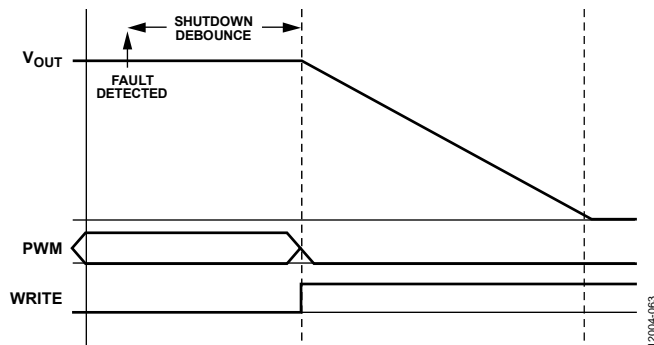 SHUTDOWN
DEBOUNCE
VOUT
FAULT
DETECTED
PWM
WRITE
12004-063